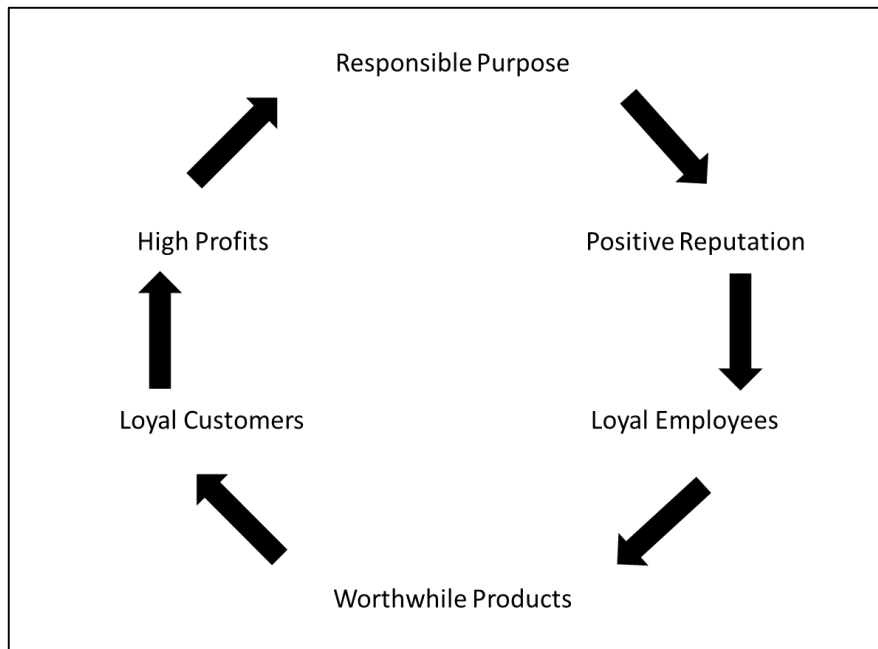 Responsible Purpose
High Profits
Positive Reputation
Loyal Customers
Loyal Employees
Worthwhile Products